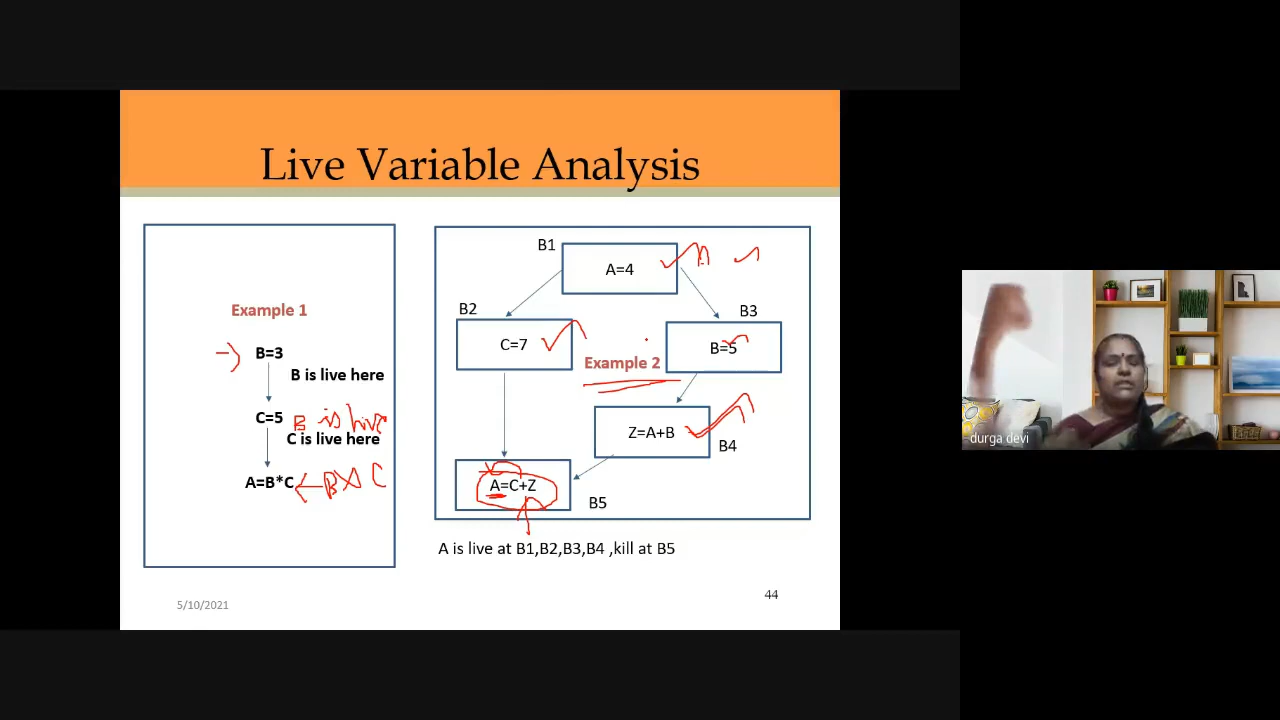 Live Variable Analysis
Example 1
B=3
B is live here
C=5 B is live
C is live here
A=B*C ← B X C
B1
A=4
B2
C=7
B3
B=5
Example 2
Z=A+B
B4
A=C+Z
B5
A is live at B1,B2,B3,B4 ,kill at B5
5/10/2021
44
durga devi